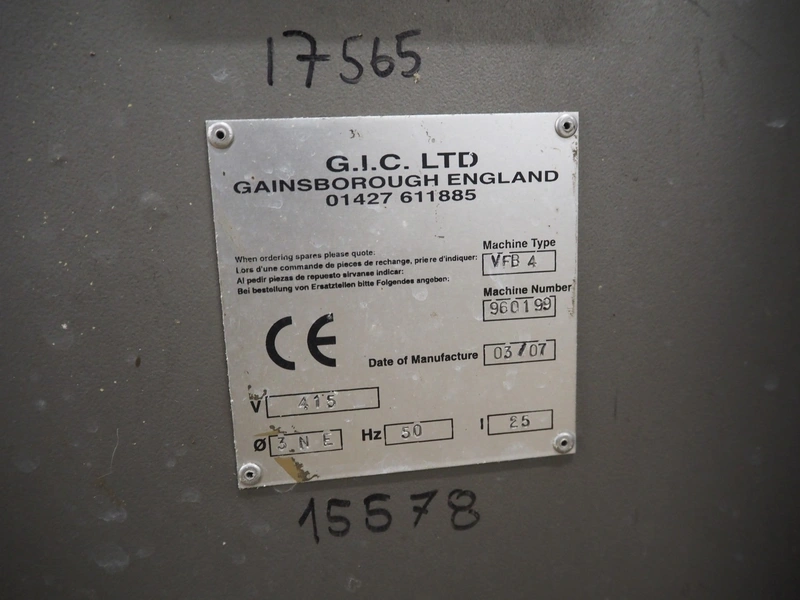 17565
G.I.C. LTD
GAINSBOROUGH ENGLAND
01427 611885
When ordering spares please quote:
Lors d'une commande de pieces de rechange, priere d'indiquer:
Al pedir piezas de repuesto sirvanse indicar:
Bei bestellung von Ersatzteilen bitte Folgendes angeben:
Machine Type
VFB 4
Machine Number
960199
CE
Date of Manufacture 03/07
V 415
Ø 3 N E Hz 50 I 25
15578